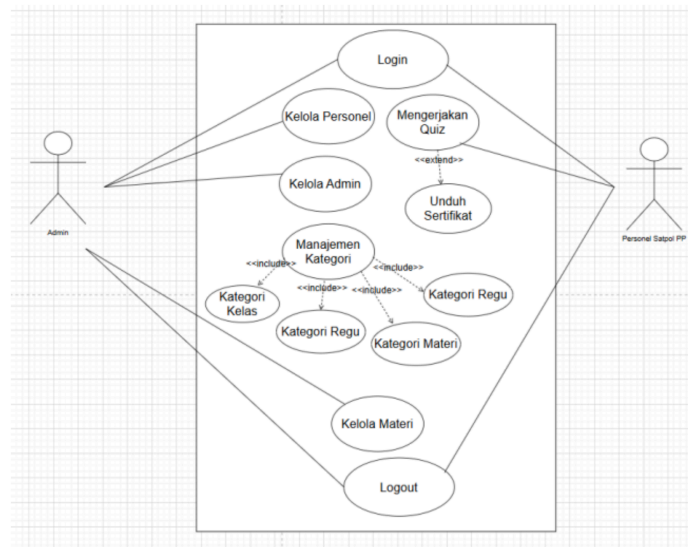 Login
Kelola Personel
Mengerjakan
Quiz
<<extend>>
Kelola Admin
Unduh
Sertifikat
Admin
Personel Satpol PP
Manajemen
Kategori
<<include>>
<<include>>
<<include>>
<<include>>
Kategori
Kelas
Kategori Regu
Kategori Materi
Kategori Regu
Kelola Materi
Logout